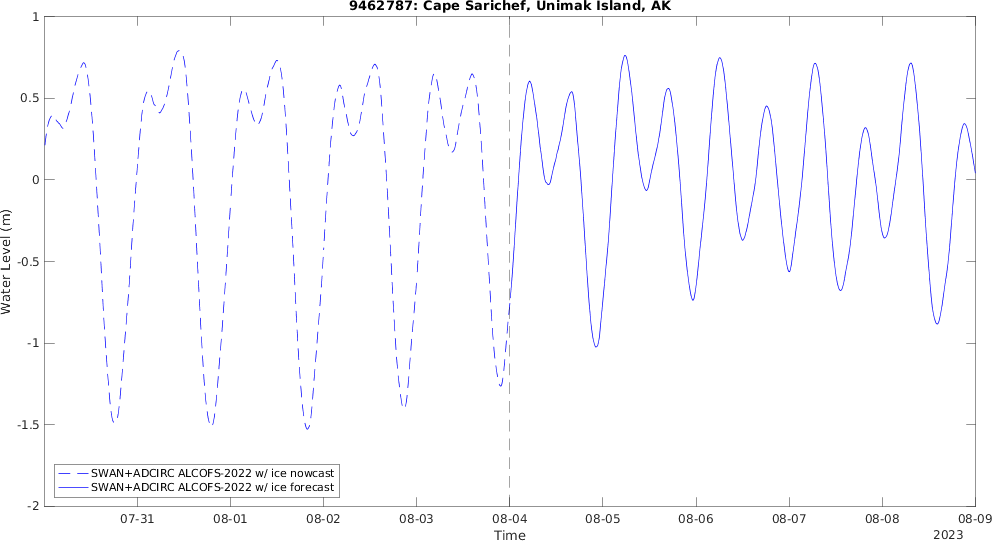 9462787: Cape Sarichef, Unimak Island, AK
Water Level (m)
1
0.5
0
-0.5
-1
-1.5
-2
SWAN+ADCIRC ALCOFS-2022 w/ ice nowcast
SWAN+ADCIRC ALCOFS-2022 w/ ice forecast
07-31 08-01 08-02 08-03 08-04 08-05 08-06 08-07 08-08 08-09
Time
2023